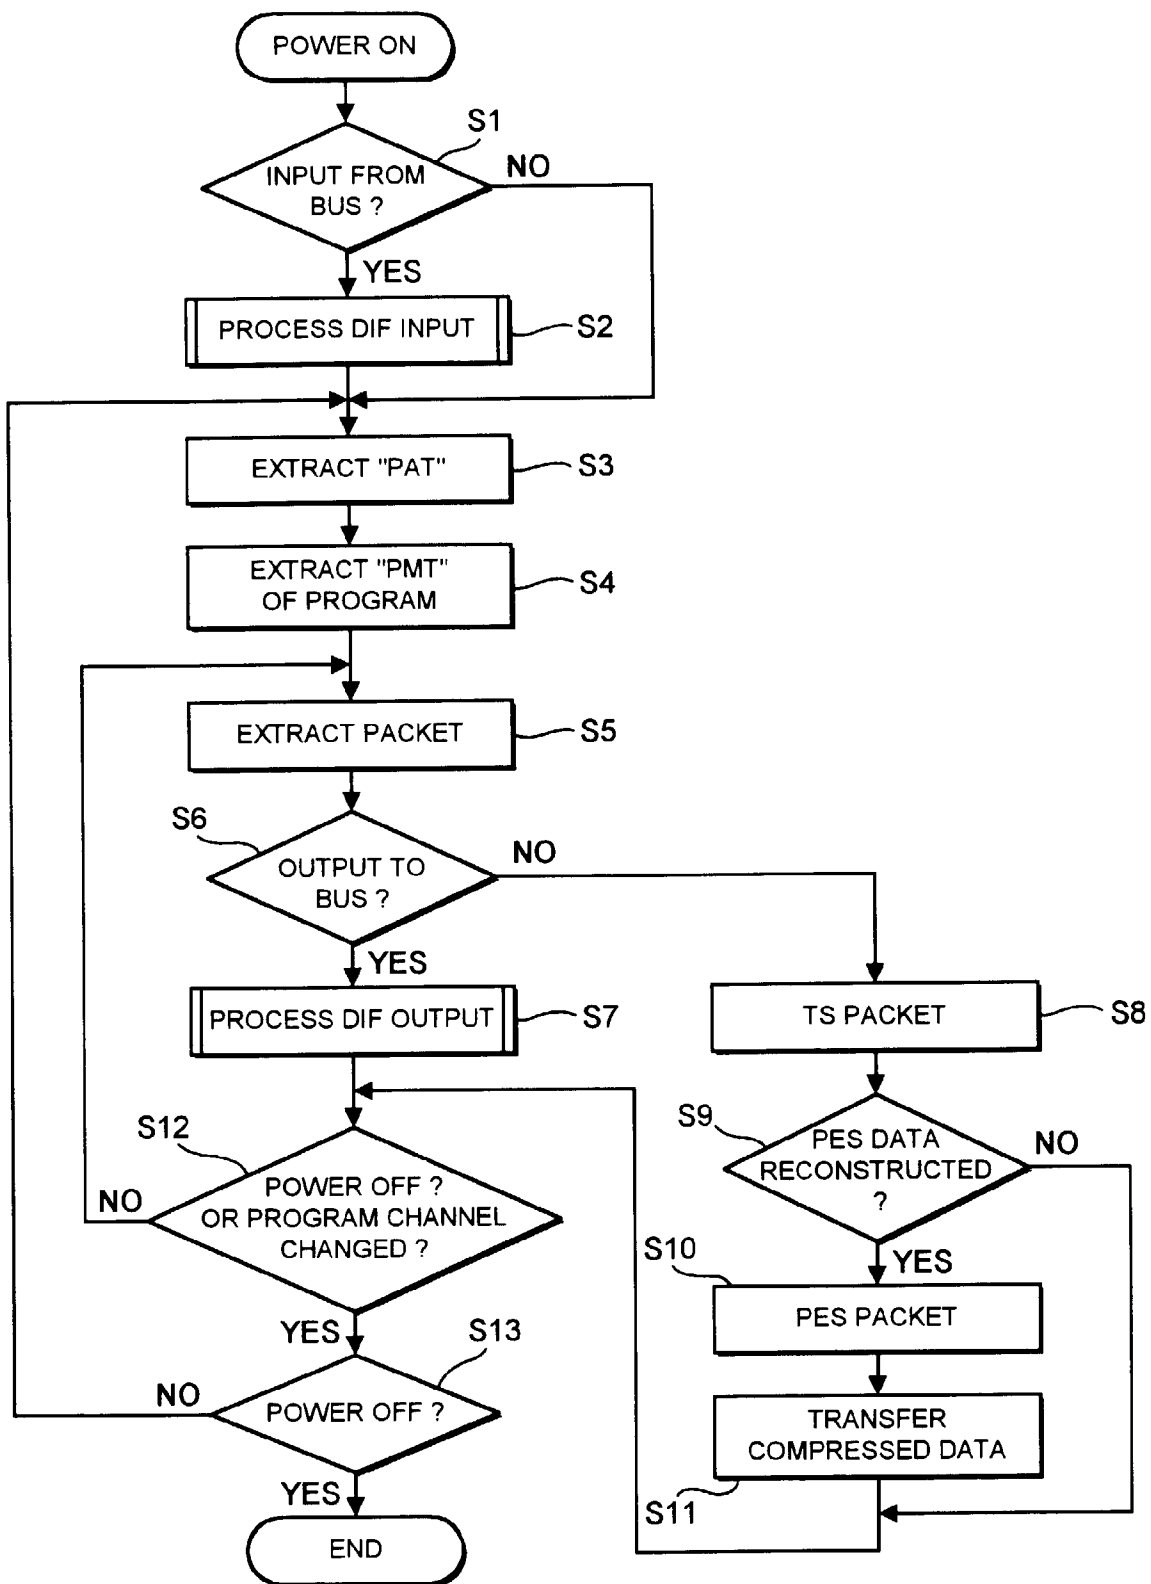 POWER ON
S1
INPUT FROM
BUS ?
NO
YES
PROCESS DIF INPUT
S2
EXTRACT "PAT"
S3
EXTRACT "PMT"
OF PROGRAM
S4
EXTRACT PACKET
S5
S6
OUTPUT TO
BUS ?
NO
YES
PROCESS DIF OUTPUT
S7
TS PACKET
S8
S9
PES DATA
RECONSTRUCTED
?
NO
YES
S10
PES PACKET
TRANSFER
COMPRESSED DATA
S11
S12
POWER OFF ?
OR PROGRAM CHANNEL
CHANGED ?
NO
YES
S13
POWER OFF ?
NO
YES
END